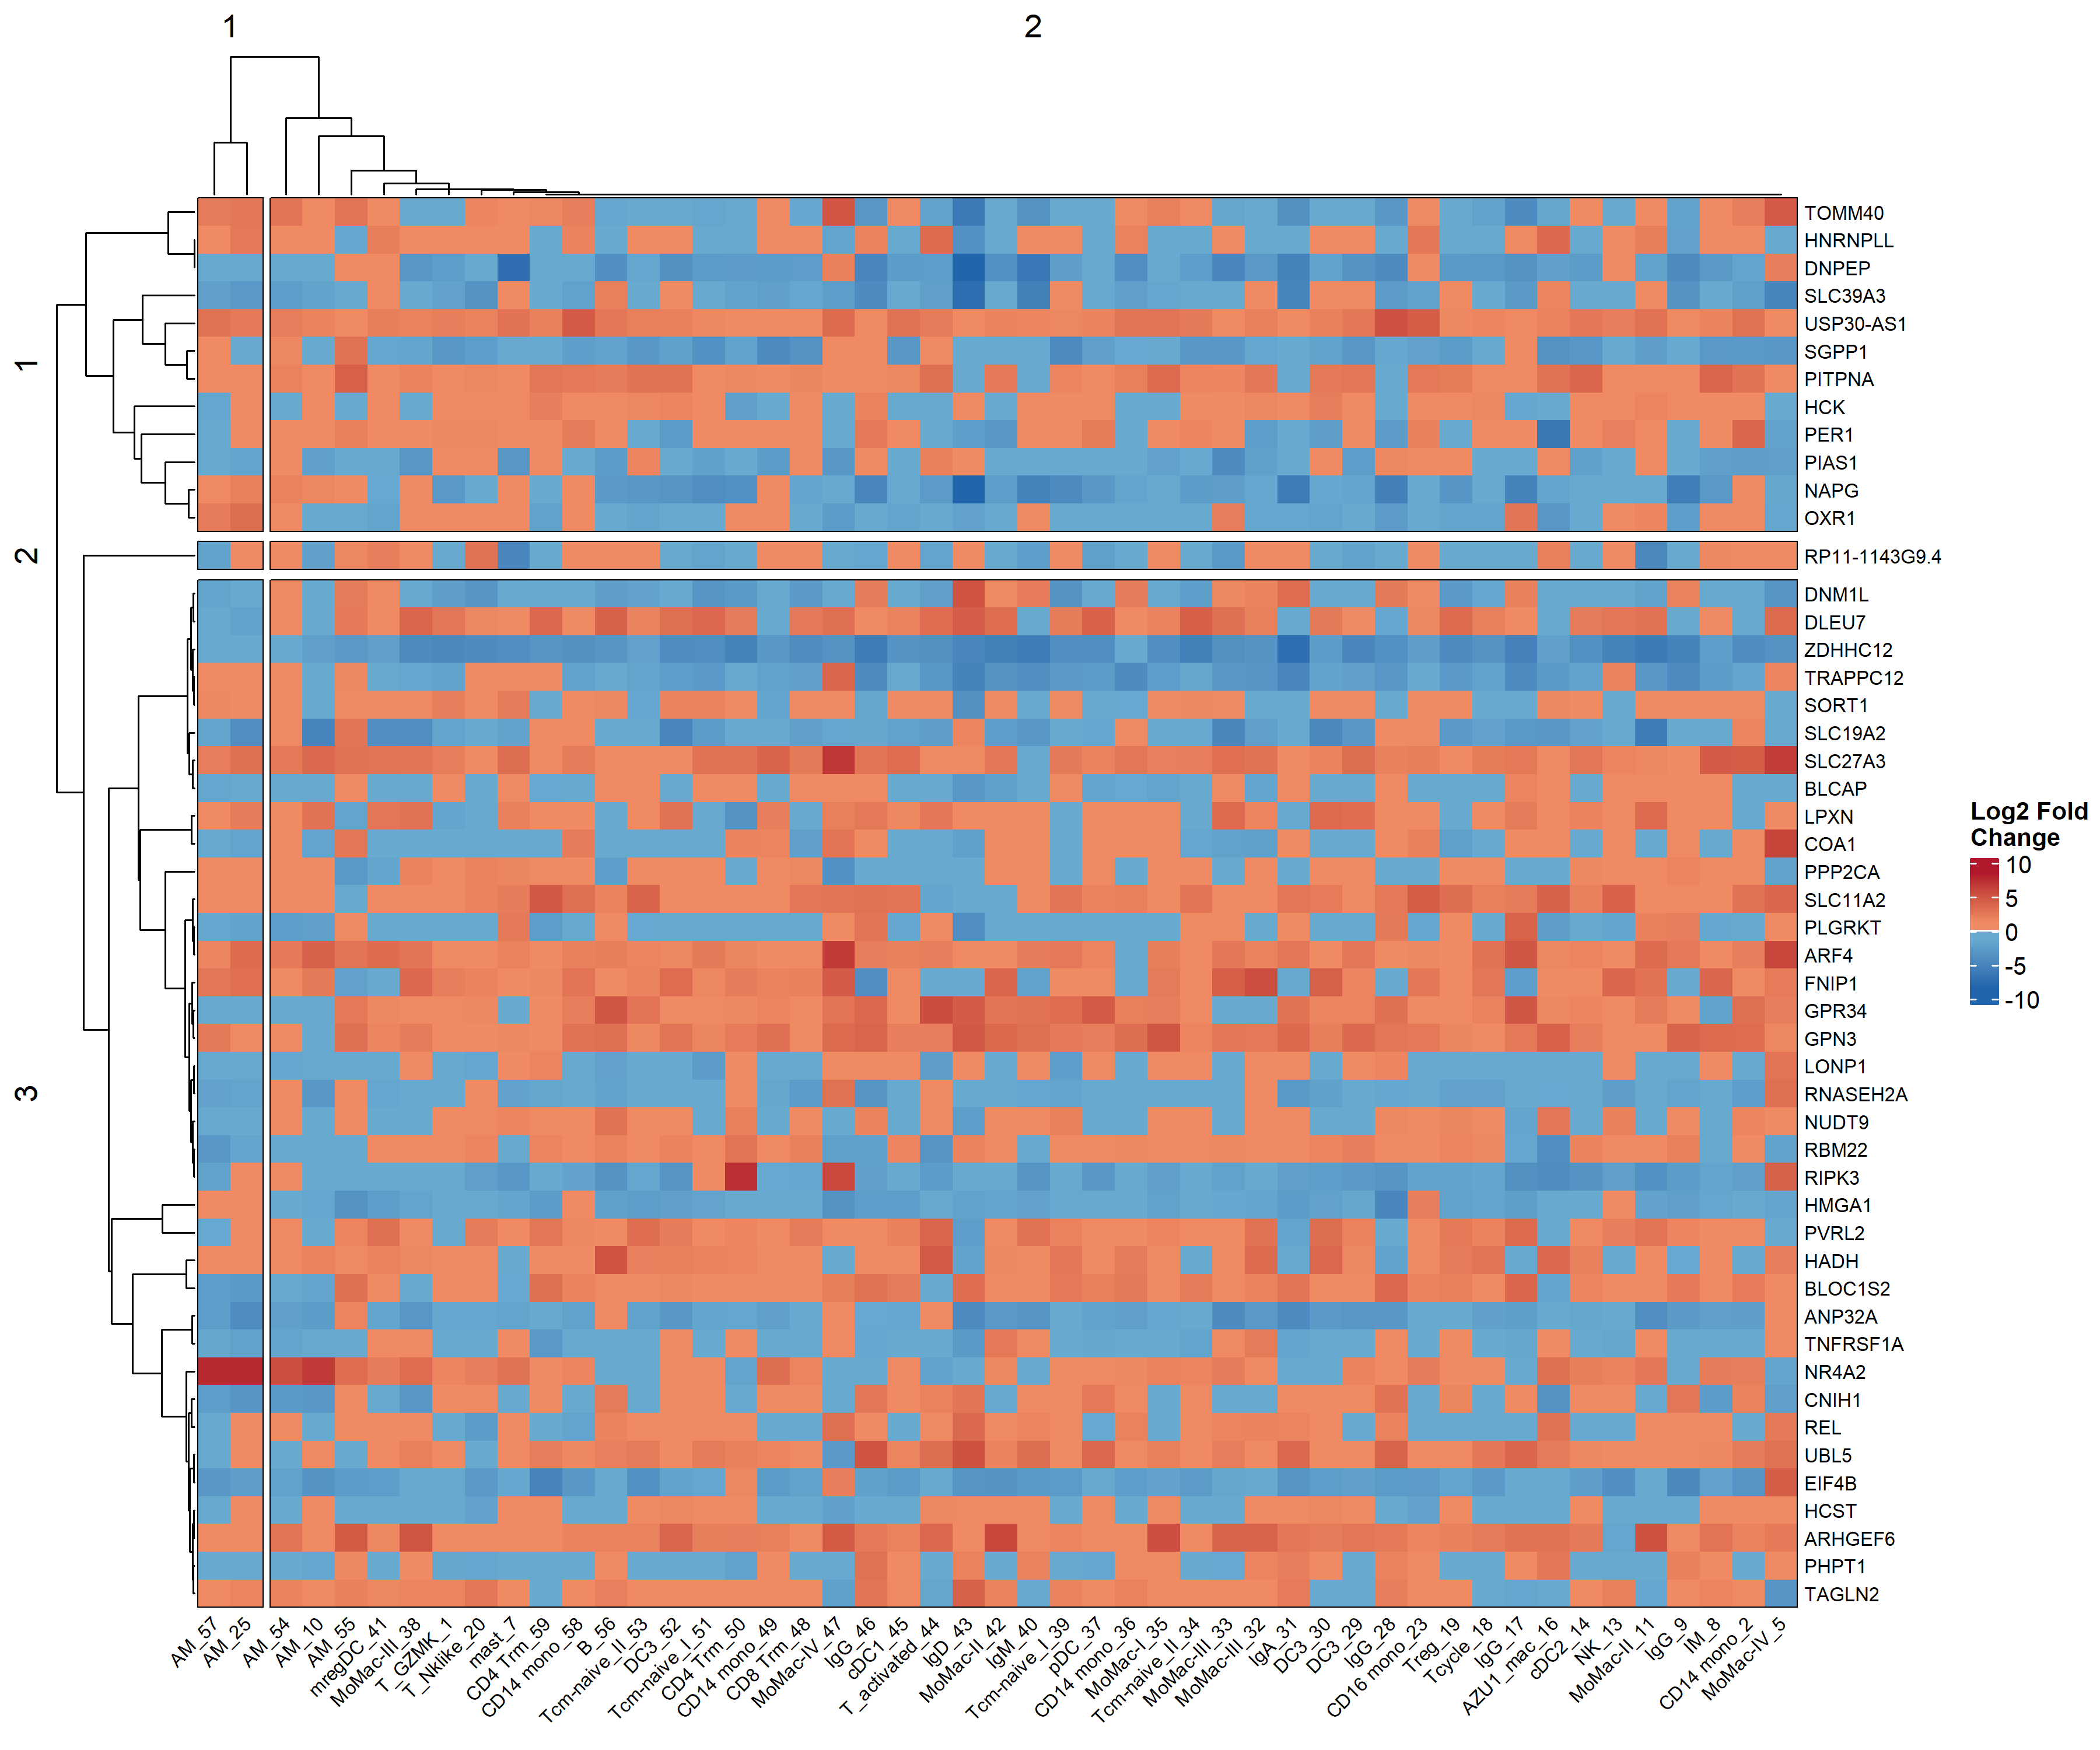 1
2
1
2
3
TOMM40
HNRNPLL
DNPEP
SLC39A3
USP30-AS1
SGPP1
PITPNA
HCK
PER1
PIAS1
NAPG
OXR1
RP11-1143G9.4
DNM1L
DLEU7
ZDHHC12
TRAPPC12
SORT1
SLC19A2
SLC27A3
BLCAP
LPXN
COA1
PPP2CA
SLC11A2
PLGRKT
ARF4
FNIP1
GPR34
GPN3
LONP1
RNASEH2A
NUDT9
RBM22
RIPK3
HMGA1
PVRL2
HADH
BLOC1S2
ANP32A
TNFRSF1A
NR4A2
CNIH1
REL
UBL5
EIF4B
HCST
ARHGEF6
PHPT1
TAGLN2
AM_57
AM_25
AM_54
AM_10
AM_55
mregDC_41
MoMac-III_38
T_GZMK_1
T_Nklike_20
mast_7
CD4 Trm_59
CD14 mono_58
B_56
Tcm-naive_II_53
DC3_52
Tcm-naive_I_51
CD4 Trm_50
CD14 mono_49
CD8 Trm_48
MoMac-IV_47
IgG_46
cDC1_45
T_activated_44
IgD_43
MoMac-II_42
IgM_40
Tcm-naive_I_39
pDC_37
CD14 mono_36
MoMac-I_35
Tcm-naive_II_34
MoMac-III_33
MoMac-III_32
IgA_31
DC3_30
DC3_29
IgG_28
CD16 mono_23
Treg_19
Tcycle_18
IgG_17
AZU1_mac_16
cDC2_14
NK_13
MoMac-II_11
IgG_9
IM_8
CD14 mono_2
MoMac-IV_5
Log2 Fold
Change
10
5
0
-5
-10